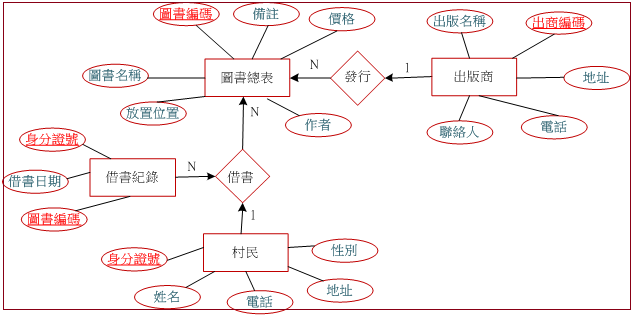 圖書編碼
備註
價格
出版名稱
出商編碼
圖書名稱
圖書總表
N
發行
1
出版商
地址
放置位置
作者
聯絡人
電話
N
身分證號
借書日期
借書紀錄
N
借書
圖書編碼
1
身分證號
村民
性別
姓名
電話
地址